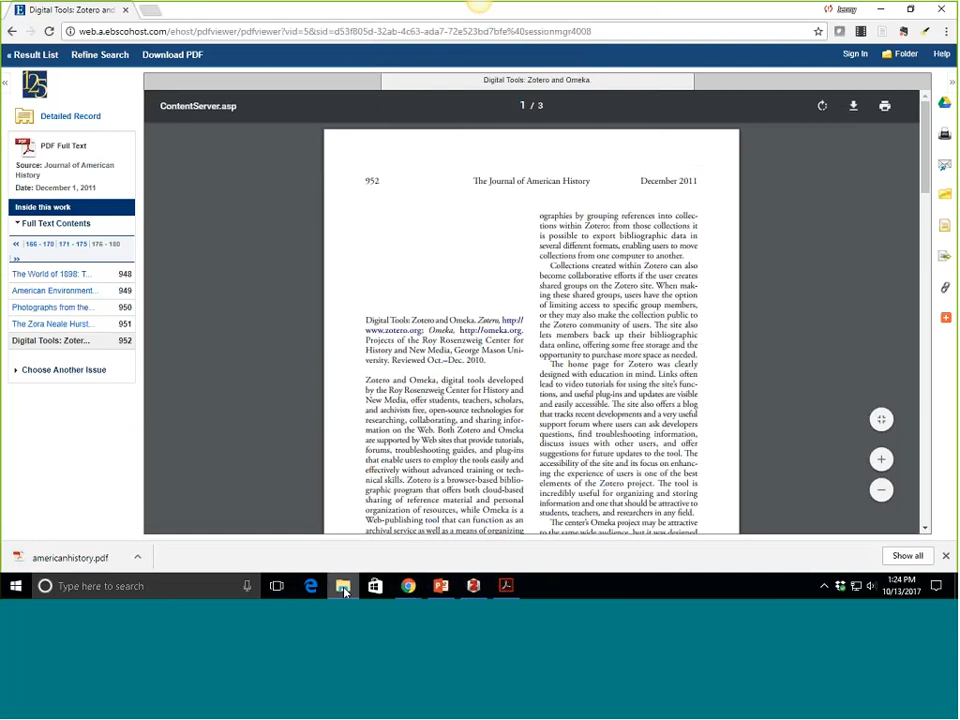 Digital Tools: Zotero and
Jenny
web.a.ebscohost.com/ehost/pdfviewer/pdfviewer?vid=5&sid=d53f805d-32ab-4c63-ada7-72e523bd7bfe%40sessionmgr4008
« Result List Refine Search Download PDF Sign In Folder Help
Digital Tools: Zotero and Omeka.
125
ContentServer.asp 1 / 3
Detailed Record
PDF Full Text
Source: Journal of American
History
Date: December 1, 2011
Inside this work
Full Text Contents
«« | 166 - 170 | 171 - 175 | 176 - 180
»»
The World of 1898: T... 948
American Environment... 949
Photographs from the... 950
The Zora Neale Hurst... 951
Digital Tools: Zoter... 952
Choose Another Issue
952 The Journal of American History December 2011
Digital Tools: Zotero and Omeka. Zotero, http://
www.zotero.org; Omeka, http://omeka.org.
Projects of the Roy Rosenzweig Center for
History and New Media, George Mason Uni-
versity. Reviewed Oct.–Dec. 2010.
Zotero and Omeka, digital tools developed
by the Roy Rosenzweig Center for History and
New Media, offer students, teachers, scholars,
and archivists free, open-source technologies for
researching, collaborating, and sharing infor-
mation on the Web. Both Zotero and Omeka
are supported by Web sites that provide tutorials,
forums, troubleshooting guides, and plug-ins
that enable users to employ the tools easily and
effectively without advanced training or tech-
nical skills. Zotero is a browser-based biblio-
graphic program that offers both cloud-based
sharing of reference material and personal
organization of resources, while Omeka is a
Web-publishing tool that can function as an
archival service as well as a means of organizing
ographies by grouping references into collec-
tions within Zotero; from those collections it
is possible to export bibliographic data in
several different formats, enabling users to move
collections from one computer to another.
Collections created within Zotero can also
become collaborative efforts if the user creates
shared groups on the Zotero site. When mak-
ing these shared groups, users have the option
of limiting access to specific group members,
or they may also make the collection public to
the Zotero community of users. The site also
lets members back up their bibliographic
data online, offering some free storage and the
opportunity to purchase more space as needed.
The home page for Zotero was clearly
designed with education in mind. Links often
lead to video tutorials for using the site's func-
tions, and useful plug-ins and updates are visible
and easily accessible. The site also offers a blog
that tracks recent developments and a very useful
support forum where users can ask developers
questions, find troubleshooting information,
discuss issues with other users, and offer
suggestions for future updates to the tool. The
accessibility of the site and its focus on enhanc-
ing the experience of users is one of the best
elements of the Zotero project. The tool is
incredibly useful for organizing and storing
information and one that should be attractive to
students, teachers, and researchers in any field.
The center's Omeka project may be attractive
to the same wide audience, but it was designed
americanhistory.pdf
Show all
Type here to search
1:24 PM
10/13/2017